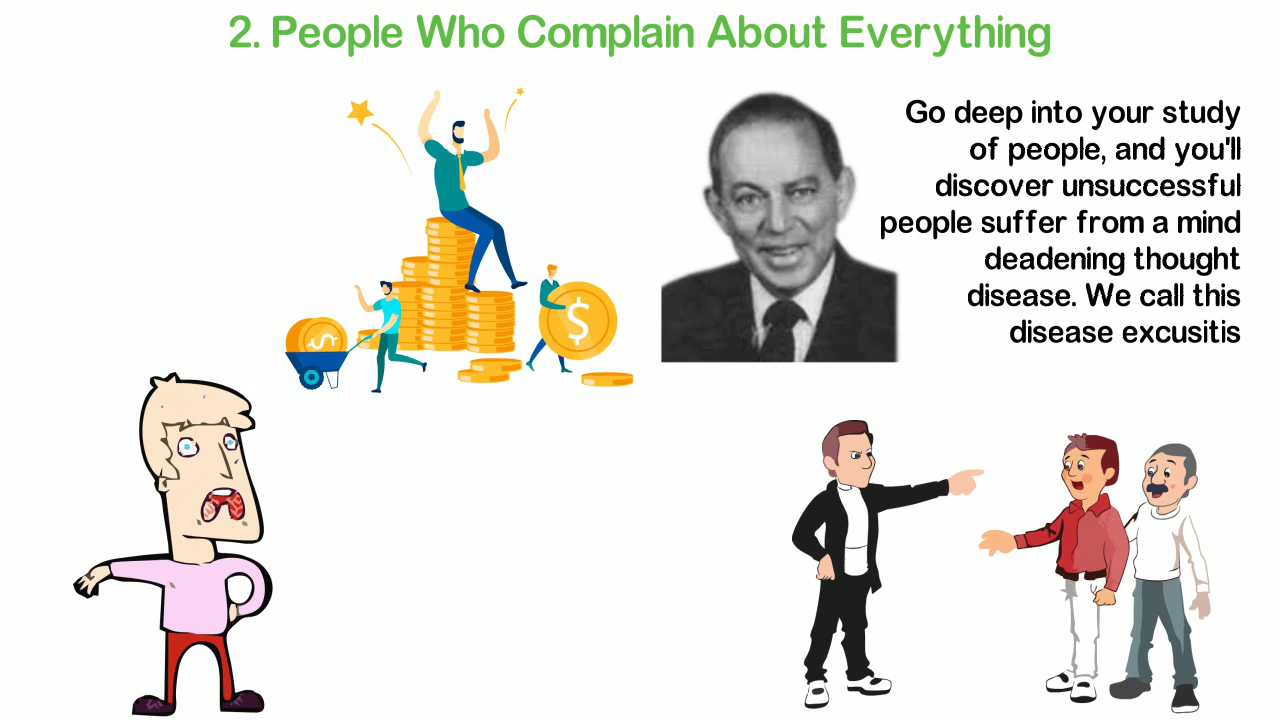 2. People Who Complain About Everything
Go deep into your study
of people, and you'll
discover unsuccessful
people suffer from a mind
deadening thought
disease. We call this
disease excusitis
$
$